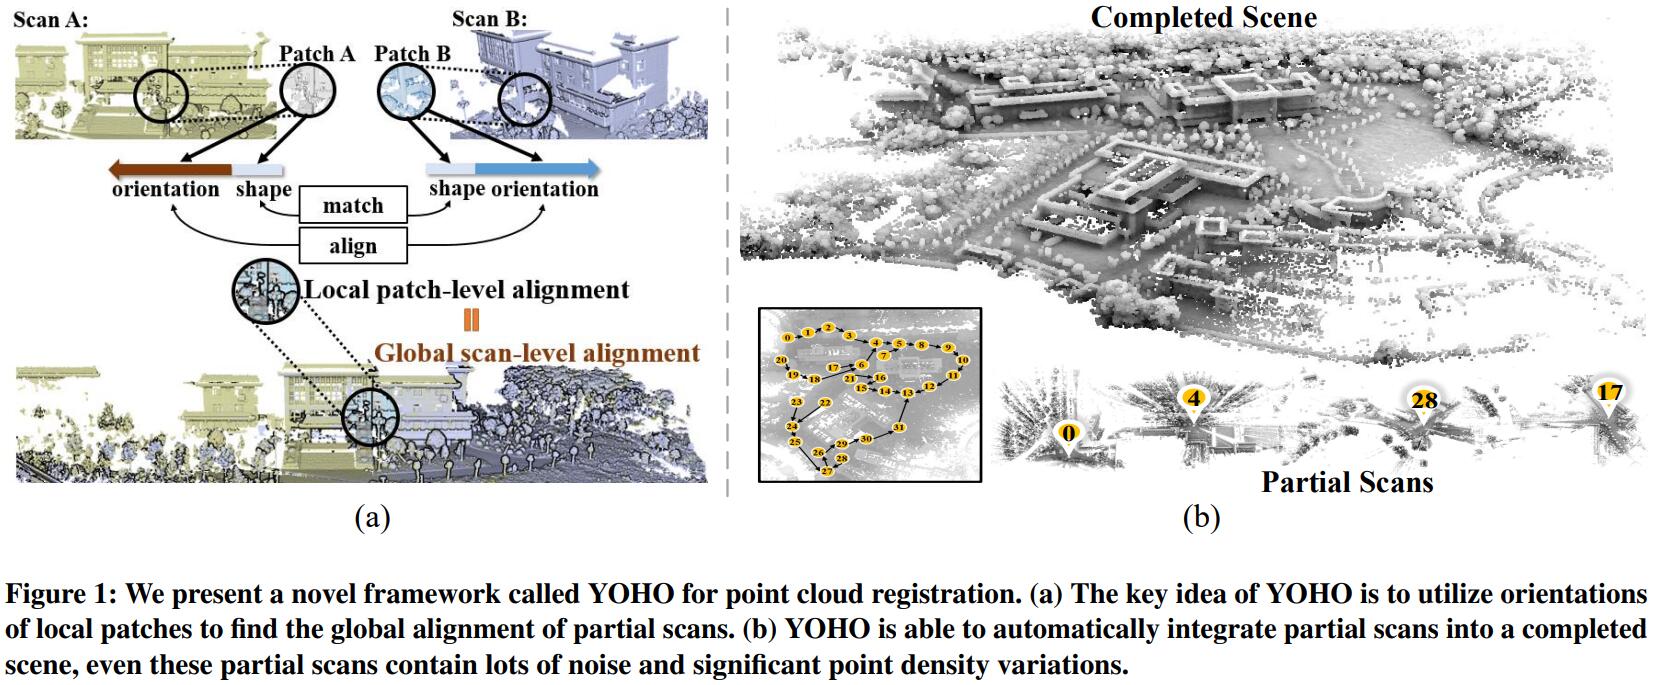 Scan A:
Scan B:
Patch A
Patch B
orientation
shape
shape
orientation
match
align
Local patch-level alignment
Global scan-level alignment
(a)
Completed Scene
0
1
2
3
4
5
6
7
8
9
10
11
12
13
14
15
16
17
18
19
20
21
22
23
24
25
26
27
28
29
30
31
0
4
28
17
Partial Scans
(b)
Figure 1: We present a novel framework called YOHO for point cloud registration. (a) The key idea of YOHO is to utilize orientations
of local patches to find the global alignment of partial scans. (b) YOHO is able to automatically integrate partial scans into a completed
scene, even these partial scans contain lots of noise and significant point density variations.